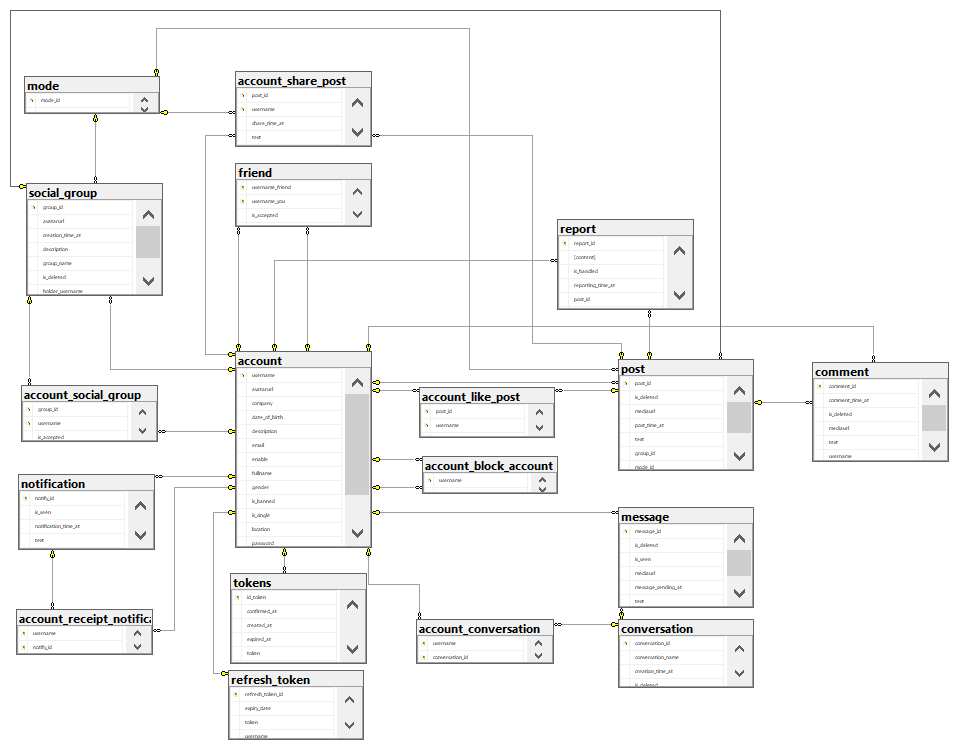 mode
mode_id
account_share_post
post_id
username
share_time_at
text
friend
username_friend
username_you
is_accepted
social_group
group_id
avatarurl
creation_time_at
description
group_name
is_deleted
holder_username
report
report_id
[content]
is_handled
reporting_time_at
post_id
account
username
avatarurl
company
date_of_birth
description
email
enable
fullname
gender
is_banned
is_single
location
password
post
post_id
is_deleted
mediaurl
post_time_at
text
group_id
mode_id
comment
comment_id
comment_time_at
is_deleted
mediaurl
text
username
account_social_group
group_id
username
is_accepted
account_like_post
post_id
username
account_block_account
username
notification
notify_id
is_seen
notification_time_at
text
message
message_id
is_deleted
is_seen
mediaurl
message_sending_at
text
tokens
id_token
confirmed_at
created_at
expired_at
token
account_receipt_notifica
username
notify_id
account_conversation
username
conversation_id
conversation
conversation_id
conversation_name
creation_time_at
is_deleted
refresh_token
refresh_token_id
expiry_date
token
username